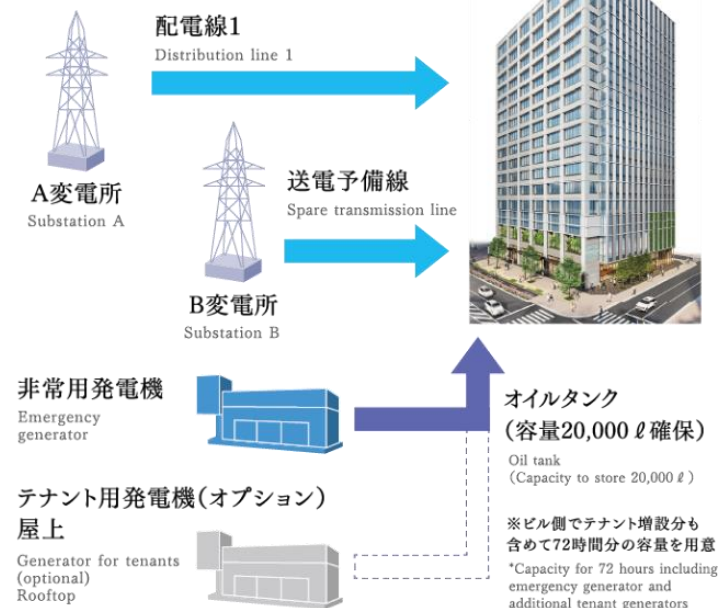 配電線1
Distribution line 1
A変電所
Substation A
送電予備線
Spare transmission line
B変電所
Substation B
非常用発電機
Emergency
generator
オイルタンク
(容量20,000ℓ確保)
Oil tank
(Capacity to store 20,000ℓ)
テナント用発電機(オプション)
屋上
Generator for tenants
(optional)
Rooftop
※ビル側でテナント増設分も
含めて72時間分の容量を用意
*Capacity for 72 hours including
emergency generator and
additional tenant generators